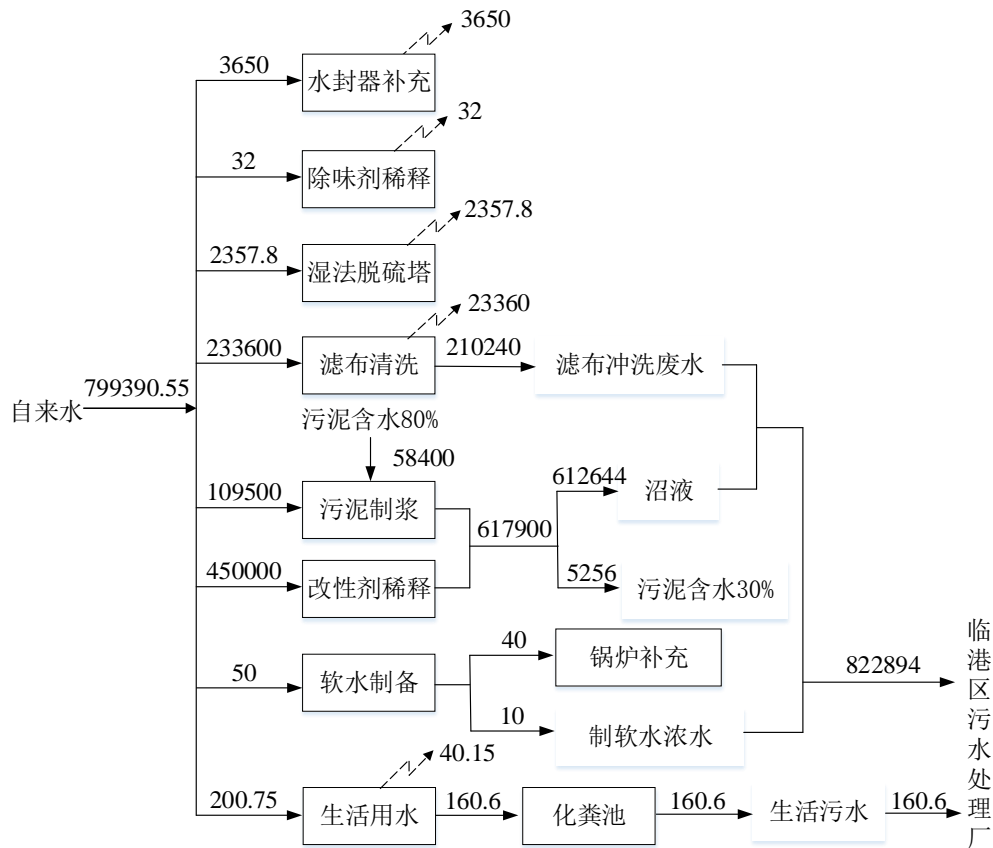 3650
3650
水封器补充
32
32
除味剂稀释
2357.8
2357.8
湿法脱硫塔
23360
233600
滤布清洗
210240
滤布冲洗废水
自来水
799390.55
污泥含水80%
58400
109500
污泥制浆
617900
612644
沼液
450000
改性剂稀释
5256
污泥含水30%
50
软水制备
40
锅炉补充
10
制软水浓水
822894
临港区污水处理厂
40.15
200.75
生活用水
160.6
化粪池
160.6
生活污水
160.6